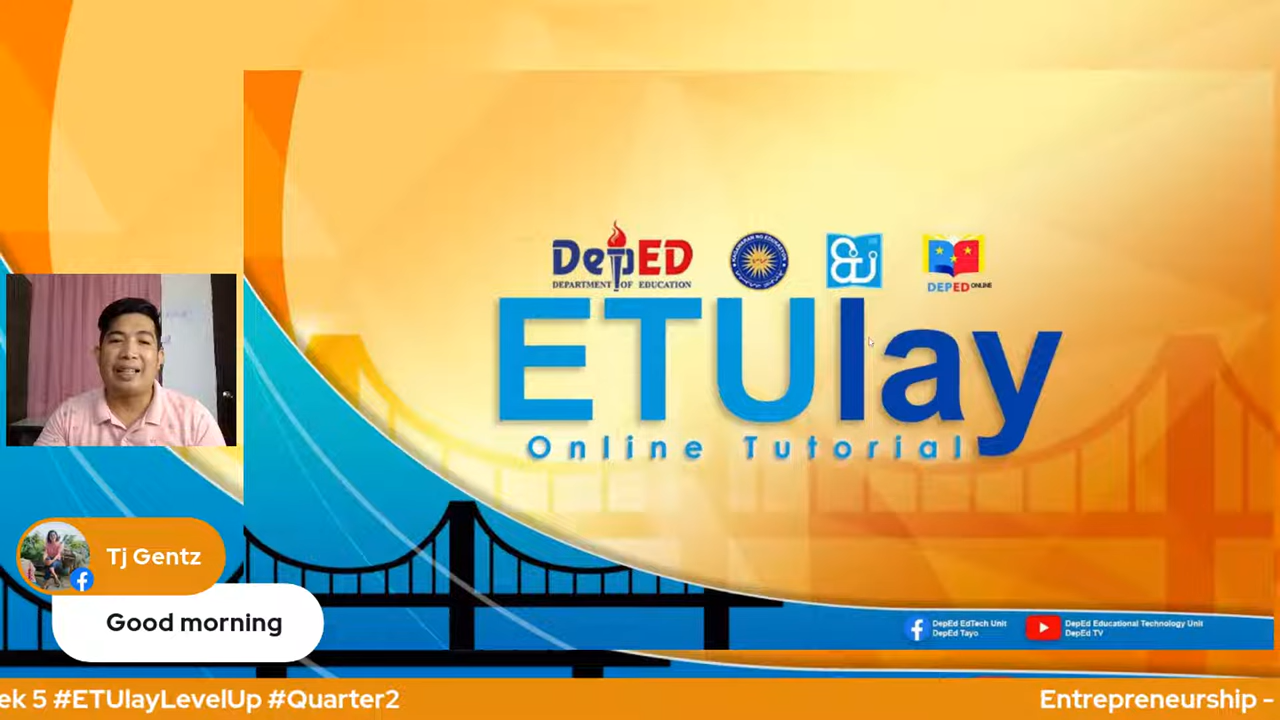 DepED
DEPARTMENT OF EDUCATION
DEPED ONLINE
ETUlay
Online Tutorial
Tj Gentz
Good morning
DepEd EdTech Unit
DepEd Tayo
DepEd Educational Technology Unit
DepEd TV
ek 5 #ETUlayLevelUp #Quarter2
Entrepreneurship -